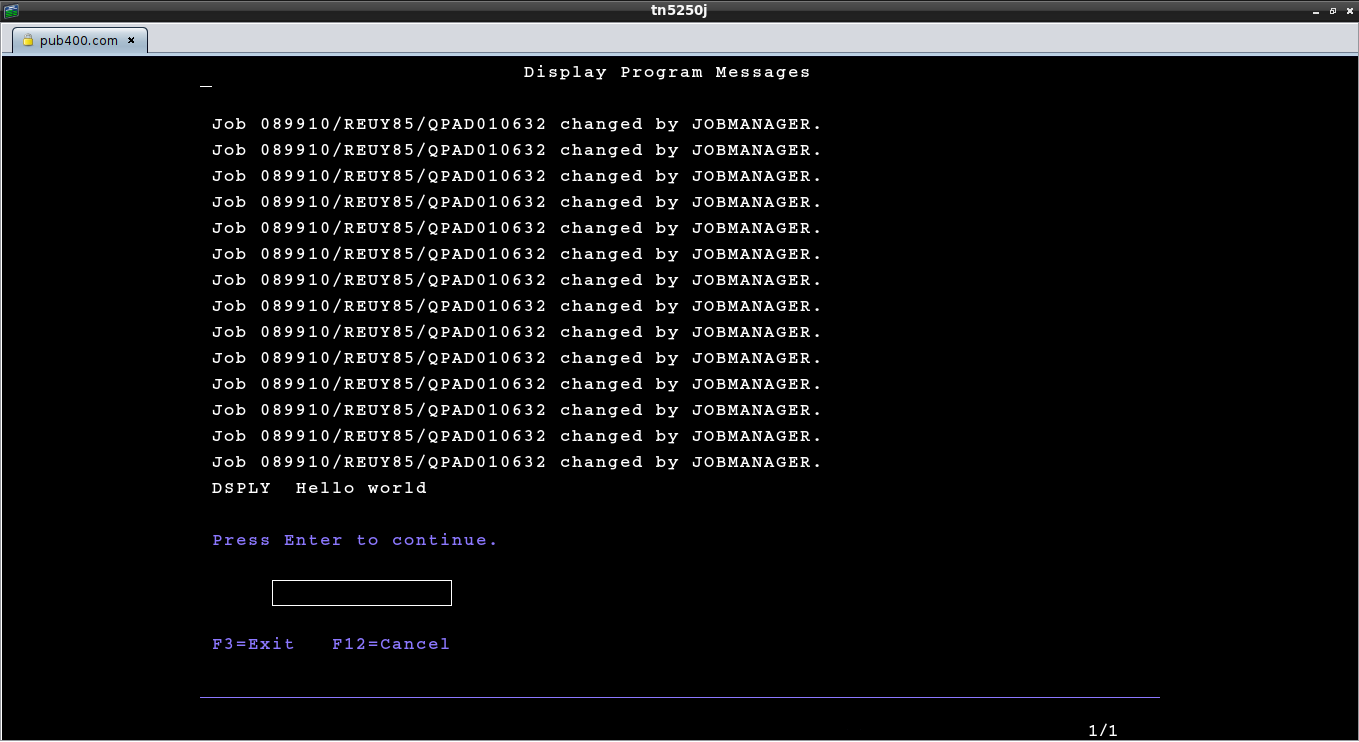 tn5250j
pub400.com
Display Program Messages
Job 089910/REUY85/QPAD010632 changed by JOBMANAGER.
Job 089910/REUY85/QPAD010632 changed by JOBMANAGER.
Job 089910/REUY85/QPAD010632 changed by JOBMANAGER.
Job 089910/REUY85/QPAD010632 changed by JOBMANAGER.
Job 089910/REUY85/QPAD010632 changed by JOBMANAGER.
Job 089910/REUY85/QPAD010632 changed by JOBMANAGER.
Job 089910/REUY85/QPAD010632 changed by JOBMANAGER.
Job 089910/REUY85/QPAD010632 changed by JOBMANAGER.
Job 089910/REUY85/QPAD010632 changed by JOBMANAGER.
Job 089910/REUY85/QPAD010632 changed by JOBMANAGER.
Job 089910/REUY85/QPAD010632 changed by JOBMANAGER.
Job 089910/REUY85/QPAD010632 changed by JOBMANAGER.
Job 089910/REUY85/QPAD010632 changed by JOBMANAGER.
Job 089910/REUY85/QPAD010632 changed by JOBMANAGER.
DSPLY  Hello world
Press Enter to continue.
F3=Exit   F12=Cancel
1/1